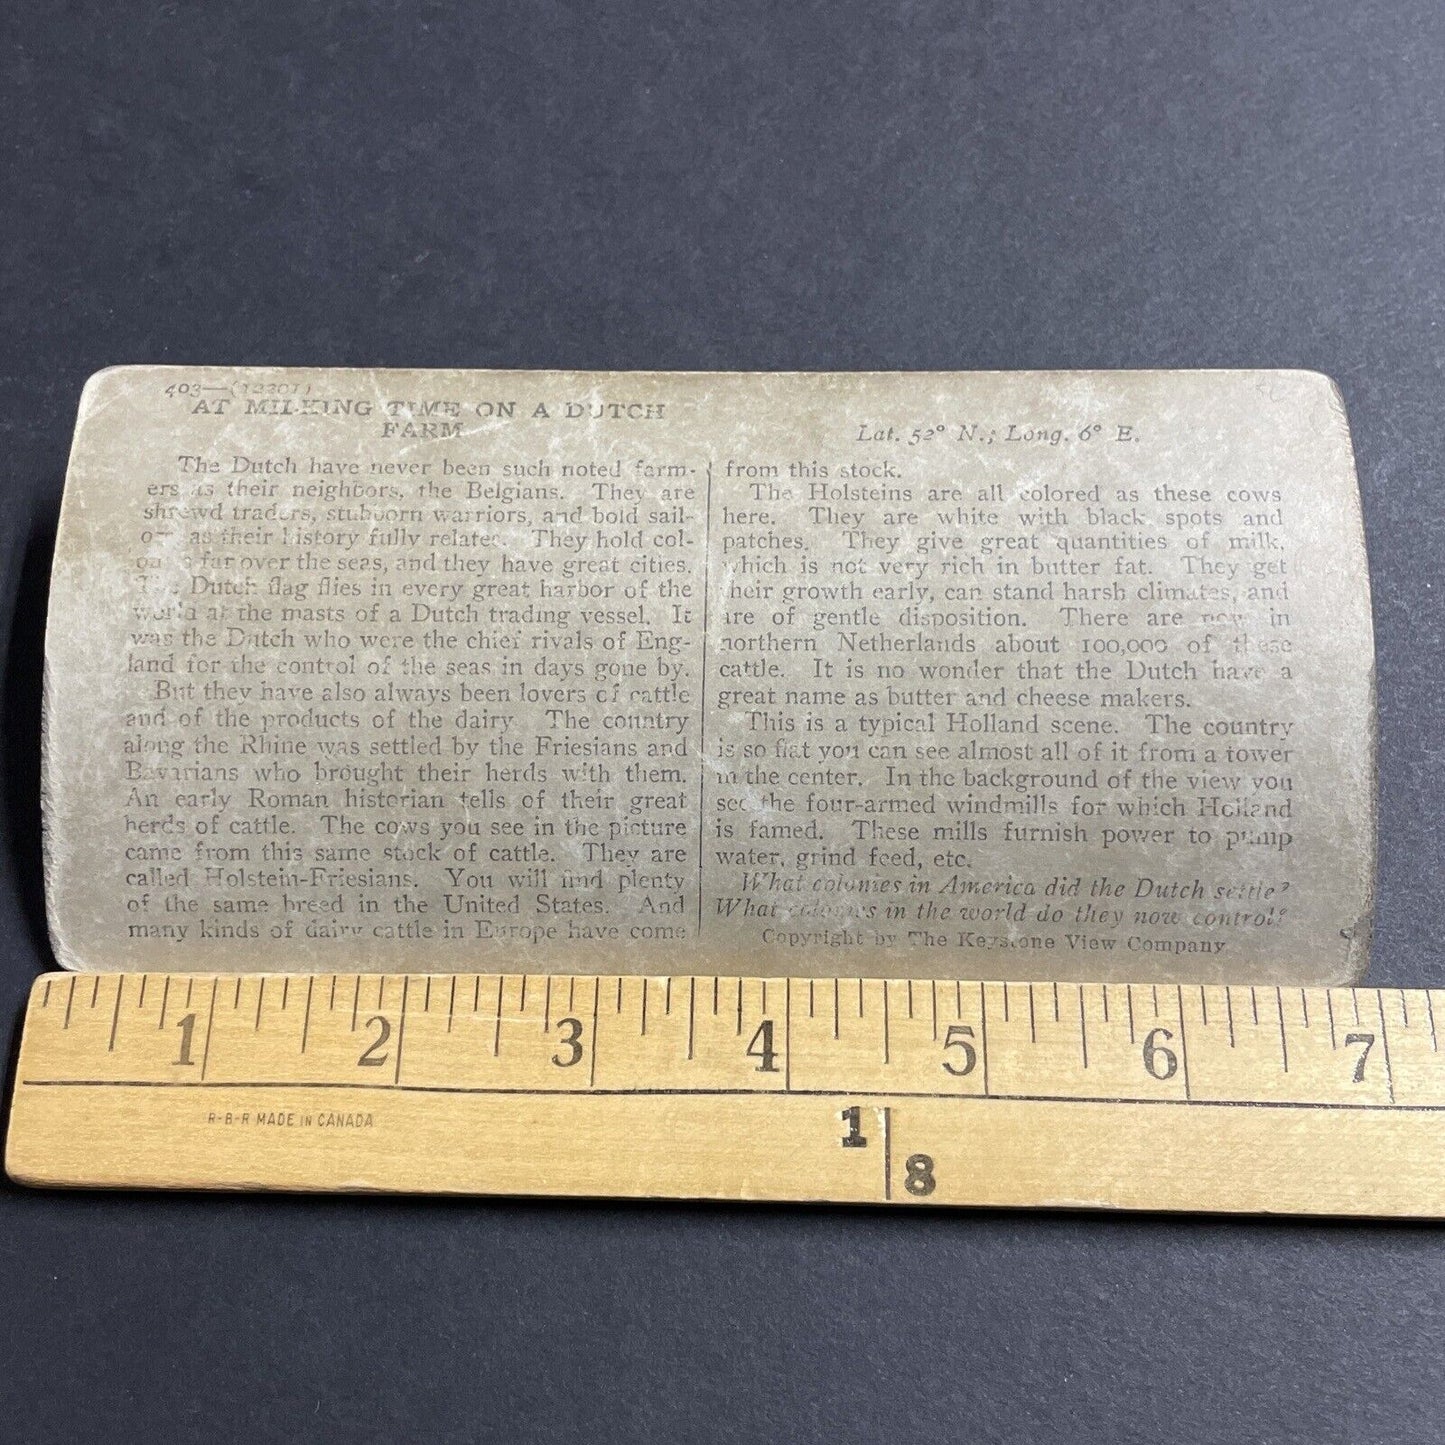 403—(12301)
AT MILKING TIME ON A DUTCH
FARM
Lat. 52° N.; Long. 6° E.
The Dutch have never been such noted farm-
ers as their neighbors, the Belgians. They are
shrewd traders, stubborn warriors, and bold sail-
ors as their history fully relates. They hold col-
onies far over the seas, and they have great cities.
The Dutch flag flies in every great harbor of the
world at the masts of a Dutch trading vessel. It
was the Dutch who were the chief rivals of Eng-
land for the control of the seas in days gone by.
But they have also always been lovers of cattle
and of the products of the dairy. The country
along the Rhine was settled by the Friesians and
Bavarians who brought their herds with them.
An early Roman historian tells of their great
herds of cattle. The cows you see in the picture
came from this same stock of cattle. They are
called Holstein-Friesians. You will find plenty
of the same breed in the United States. And
many kinds of dairy cattle in Europe have come
from this stock.
The Holsteins are all colored as these cows
here. They are white with black spots and
patches. They give great quantities of milk,
which is not very rich in butter fat. They get
their growth early, can stand harsh climates, and
are of gentle disposition. There are now in
northern Netherlands about 100,000 of these
cattle. It is no wonder that the Dutch have a
great name as butter and cheese makers.
This is a typical Holland scene. The country
is so flat you can see almost all of it from a tower
in the center. In the background of the view you
see the four-armed windmills for which Holland
is famed. These mills furnish power to pump
water, grind feed, etc.
What colonies in America did the Dutch settle?
What colonies in the world do they now control?
Copyright by The Keystone View Company
1 2 3 4 5 6 7
R-B-R MADE IN CANADA
1
8